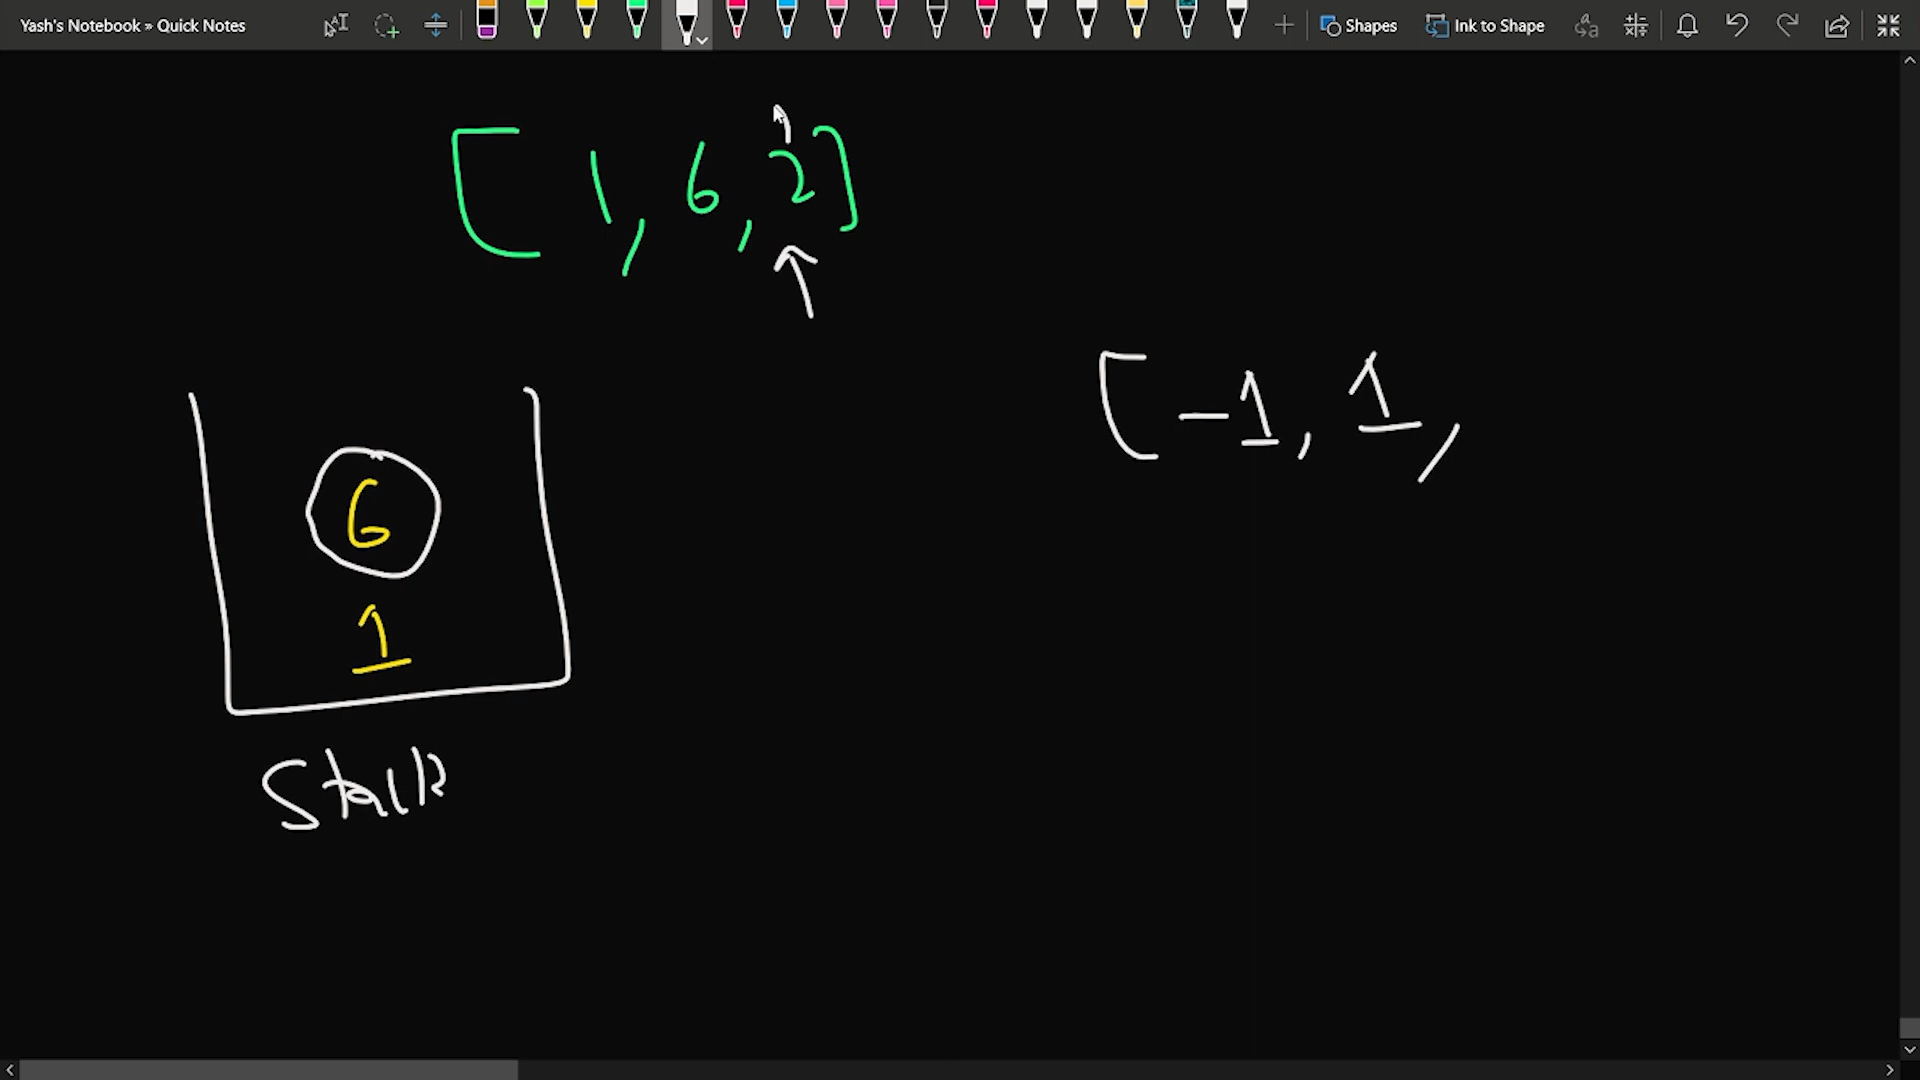 Yash's Notebook » Quick Notes
Shapes
Ink to Shape
[ 1, 6, 2]
[ -1, 1,
6
1
Stack